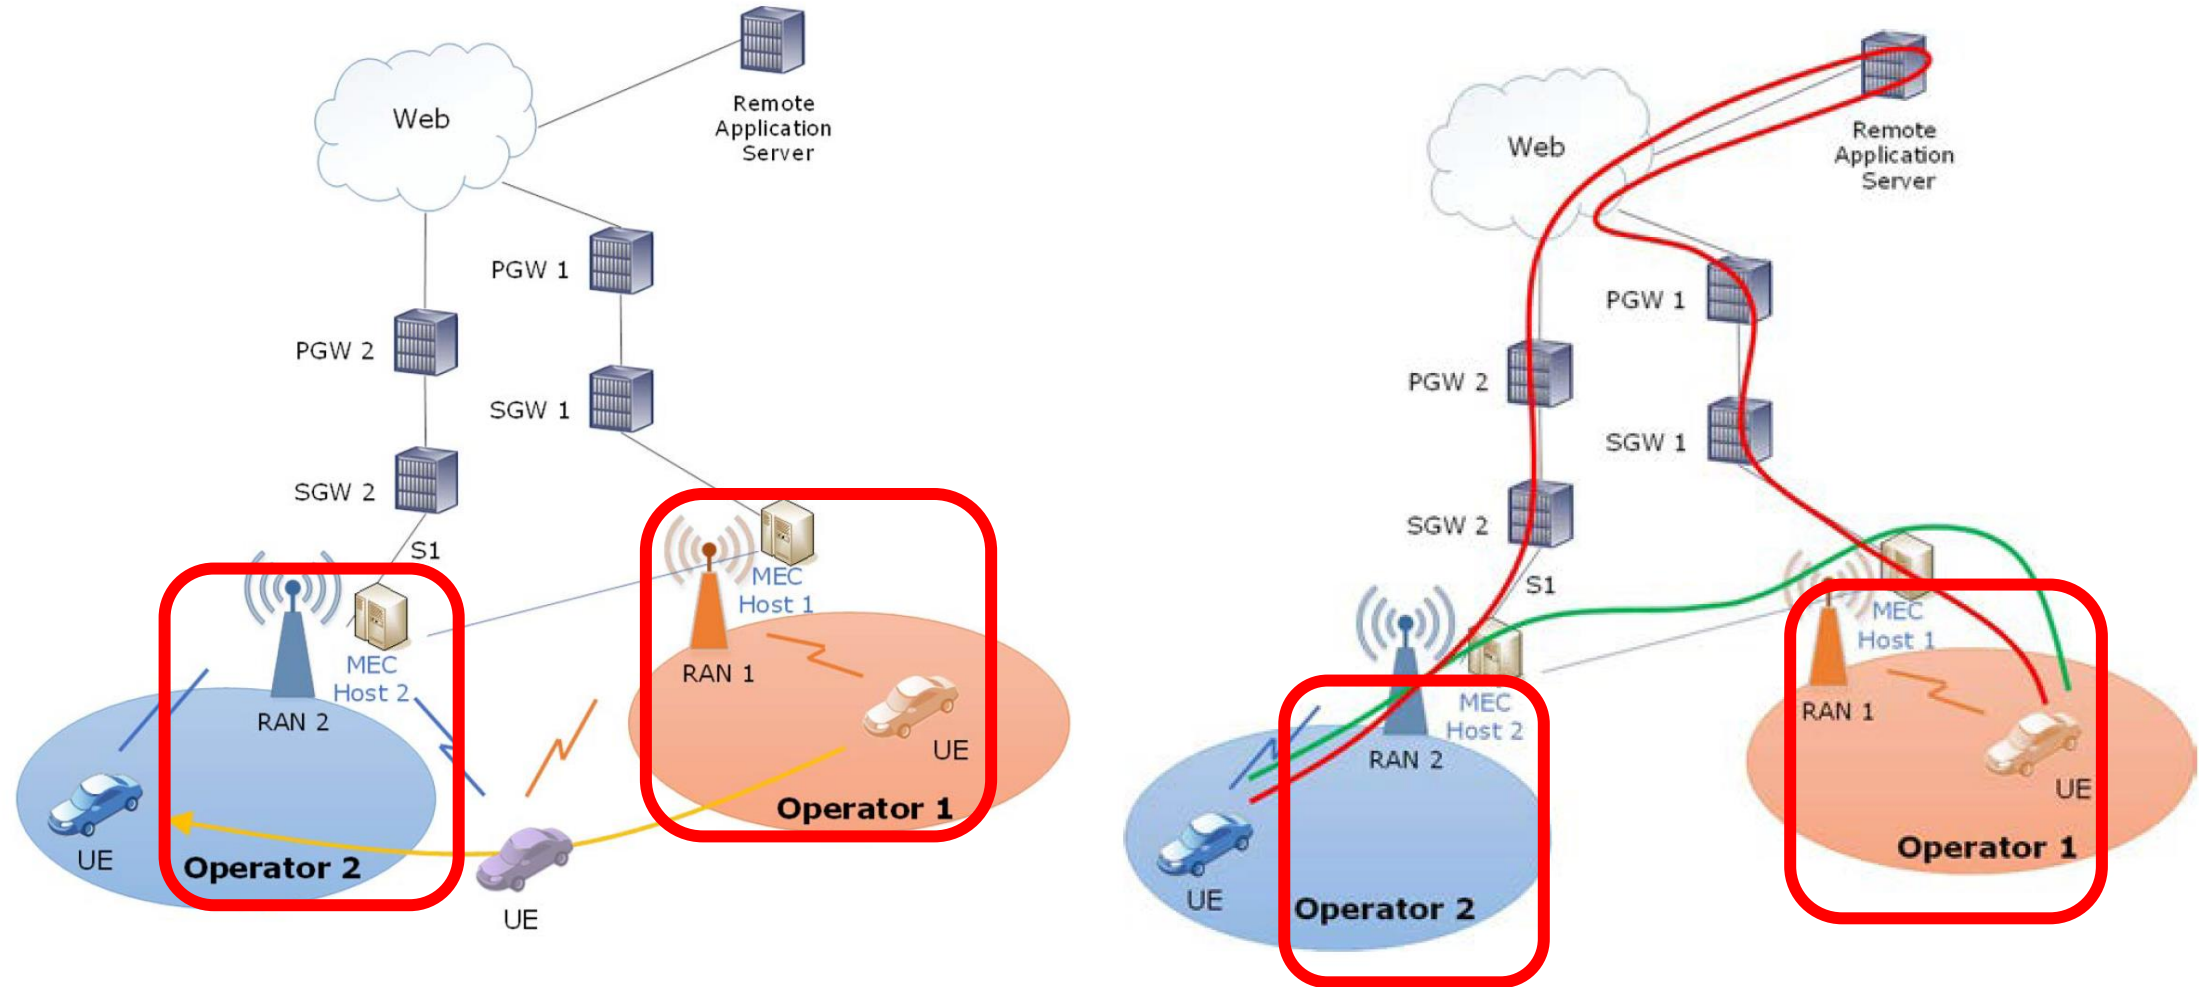 Web
Remote
Application
Server
PGW 1
PGW 2
SGW 1
SGW 2
S1
MEC
Host 1
MEC
Host 2
RAN 1
RAN 2
UE
Operator 1
UE
Operator 2
UE
Web
Remote
Application
Server
PGW 1
PGW 2
SGW 1
SGW 2
S1
MEC
Host 1
MEC
Host 2
RAN 1
RAN 2
UE
Operator 1
UE
Operator 2